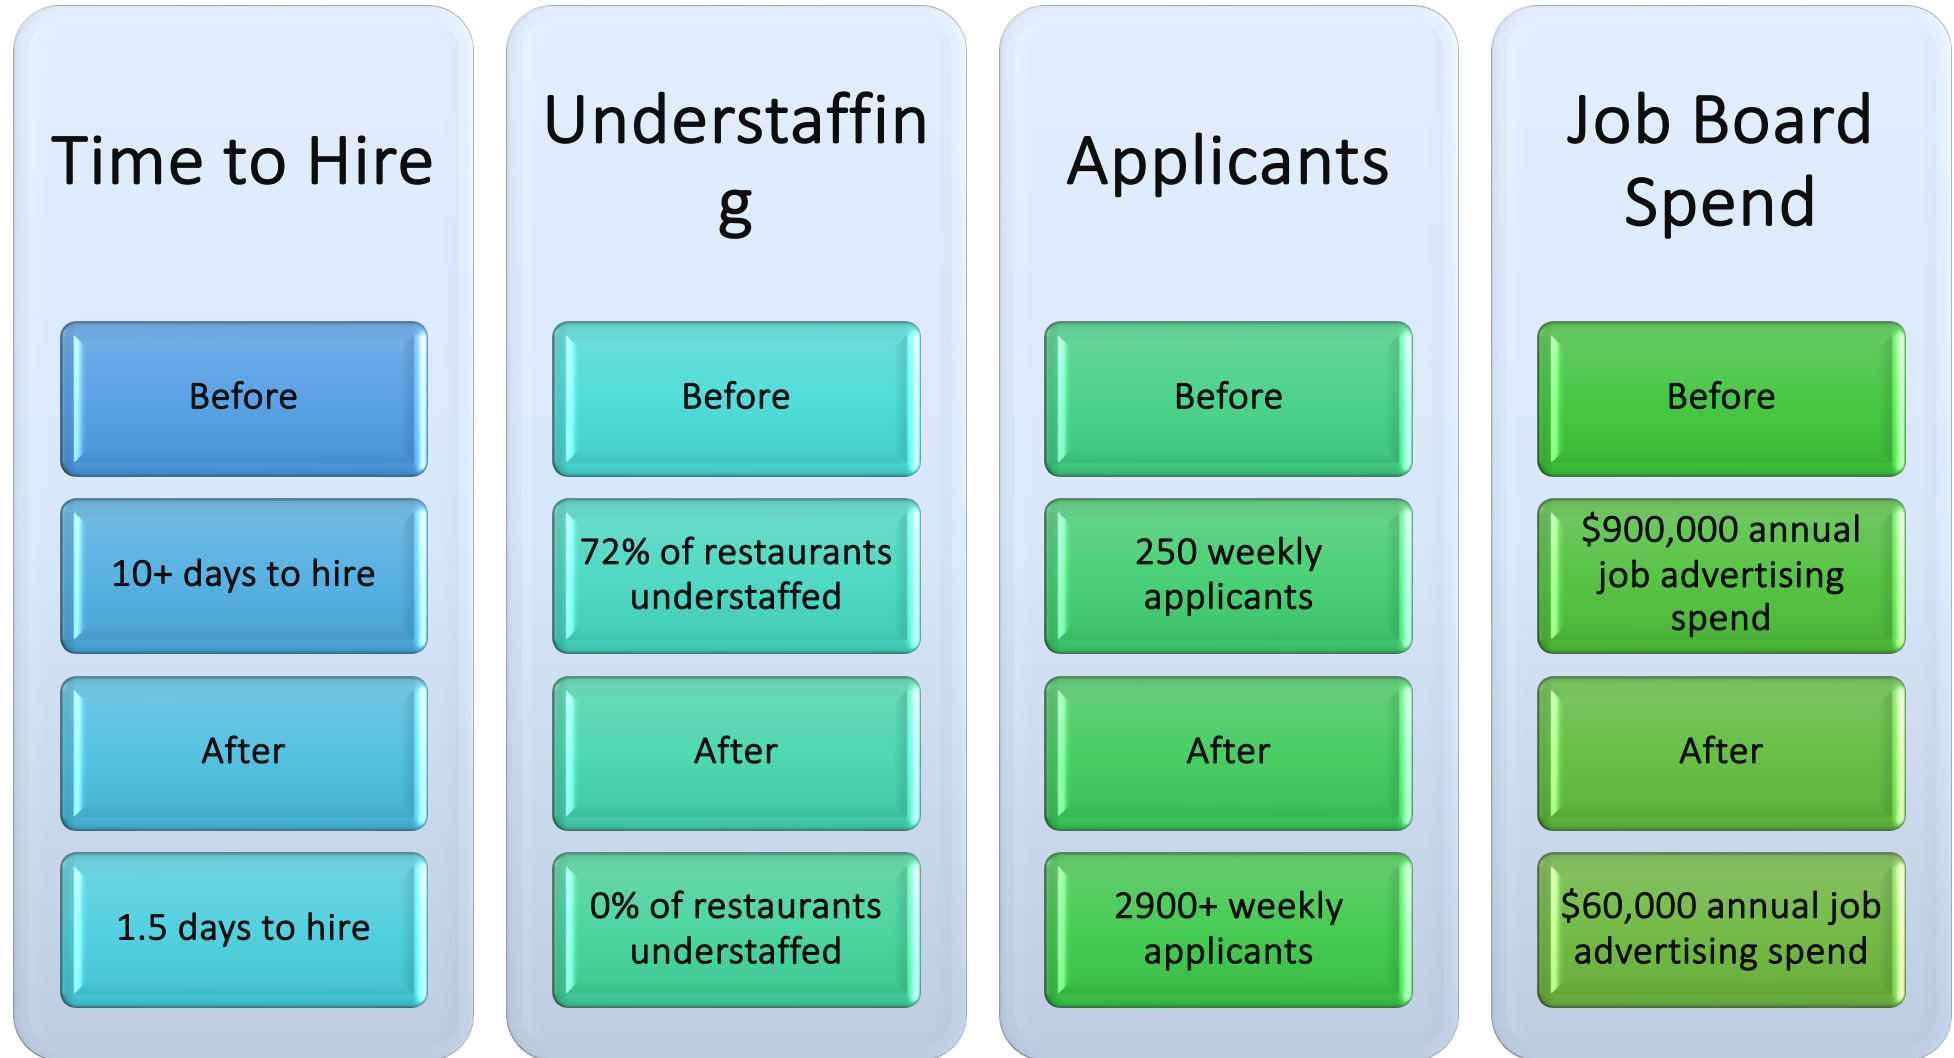 Time to Hire
Before
10+ days to hire
After
1.5 days to hire
Understaffin
g
Before
72% of restaurants
understaffed
After
0% of restaurants
understaffed
Applicants
Before
250 weekly
applicants
After
2900+ weekly
applicants
Job Board
Spend
Before
$900,000 annual
job advertising
spend
After
$60,000 annual job
advertising spend